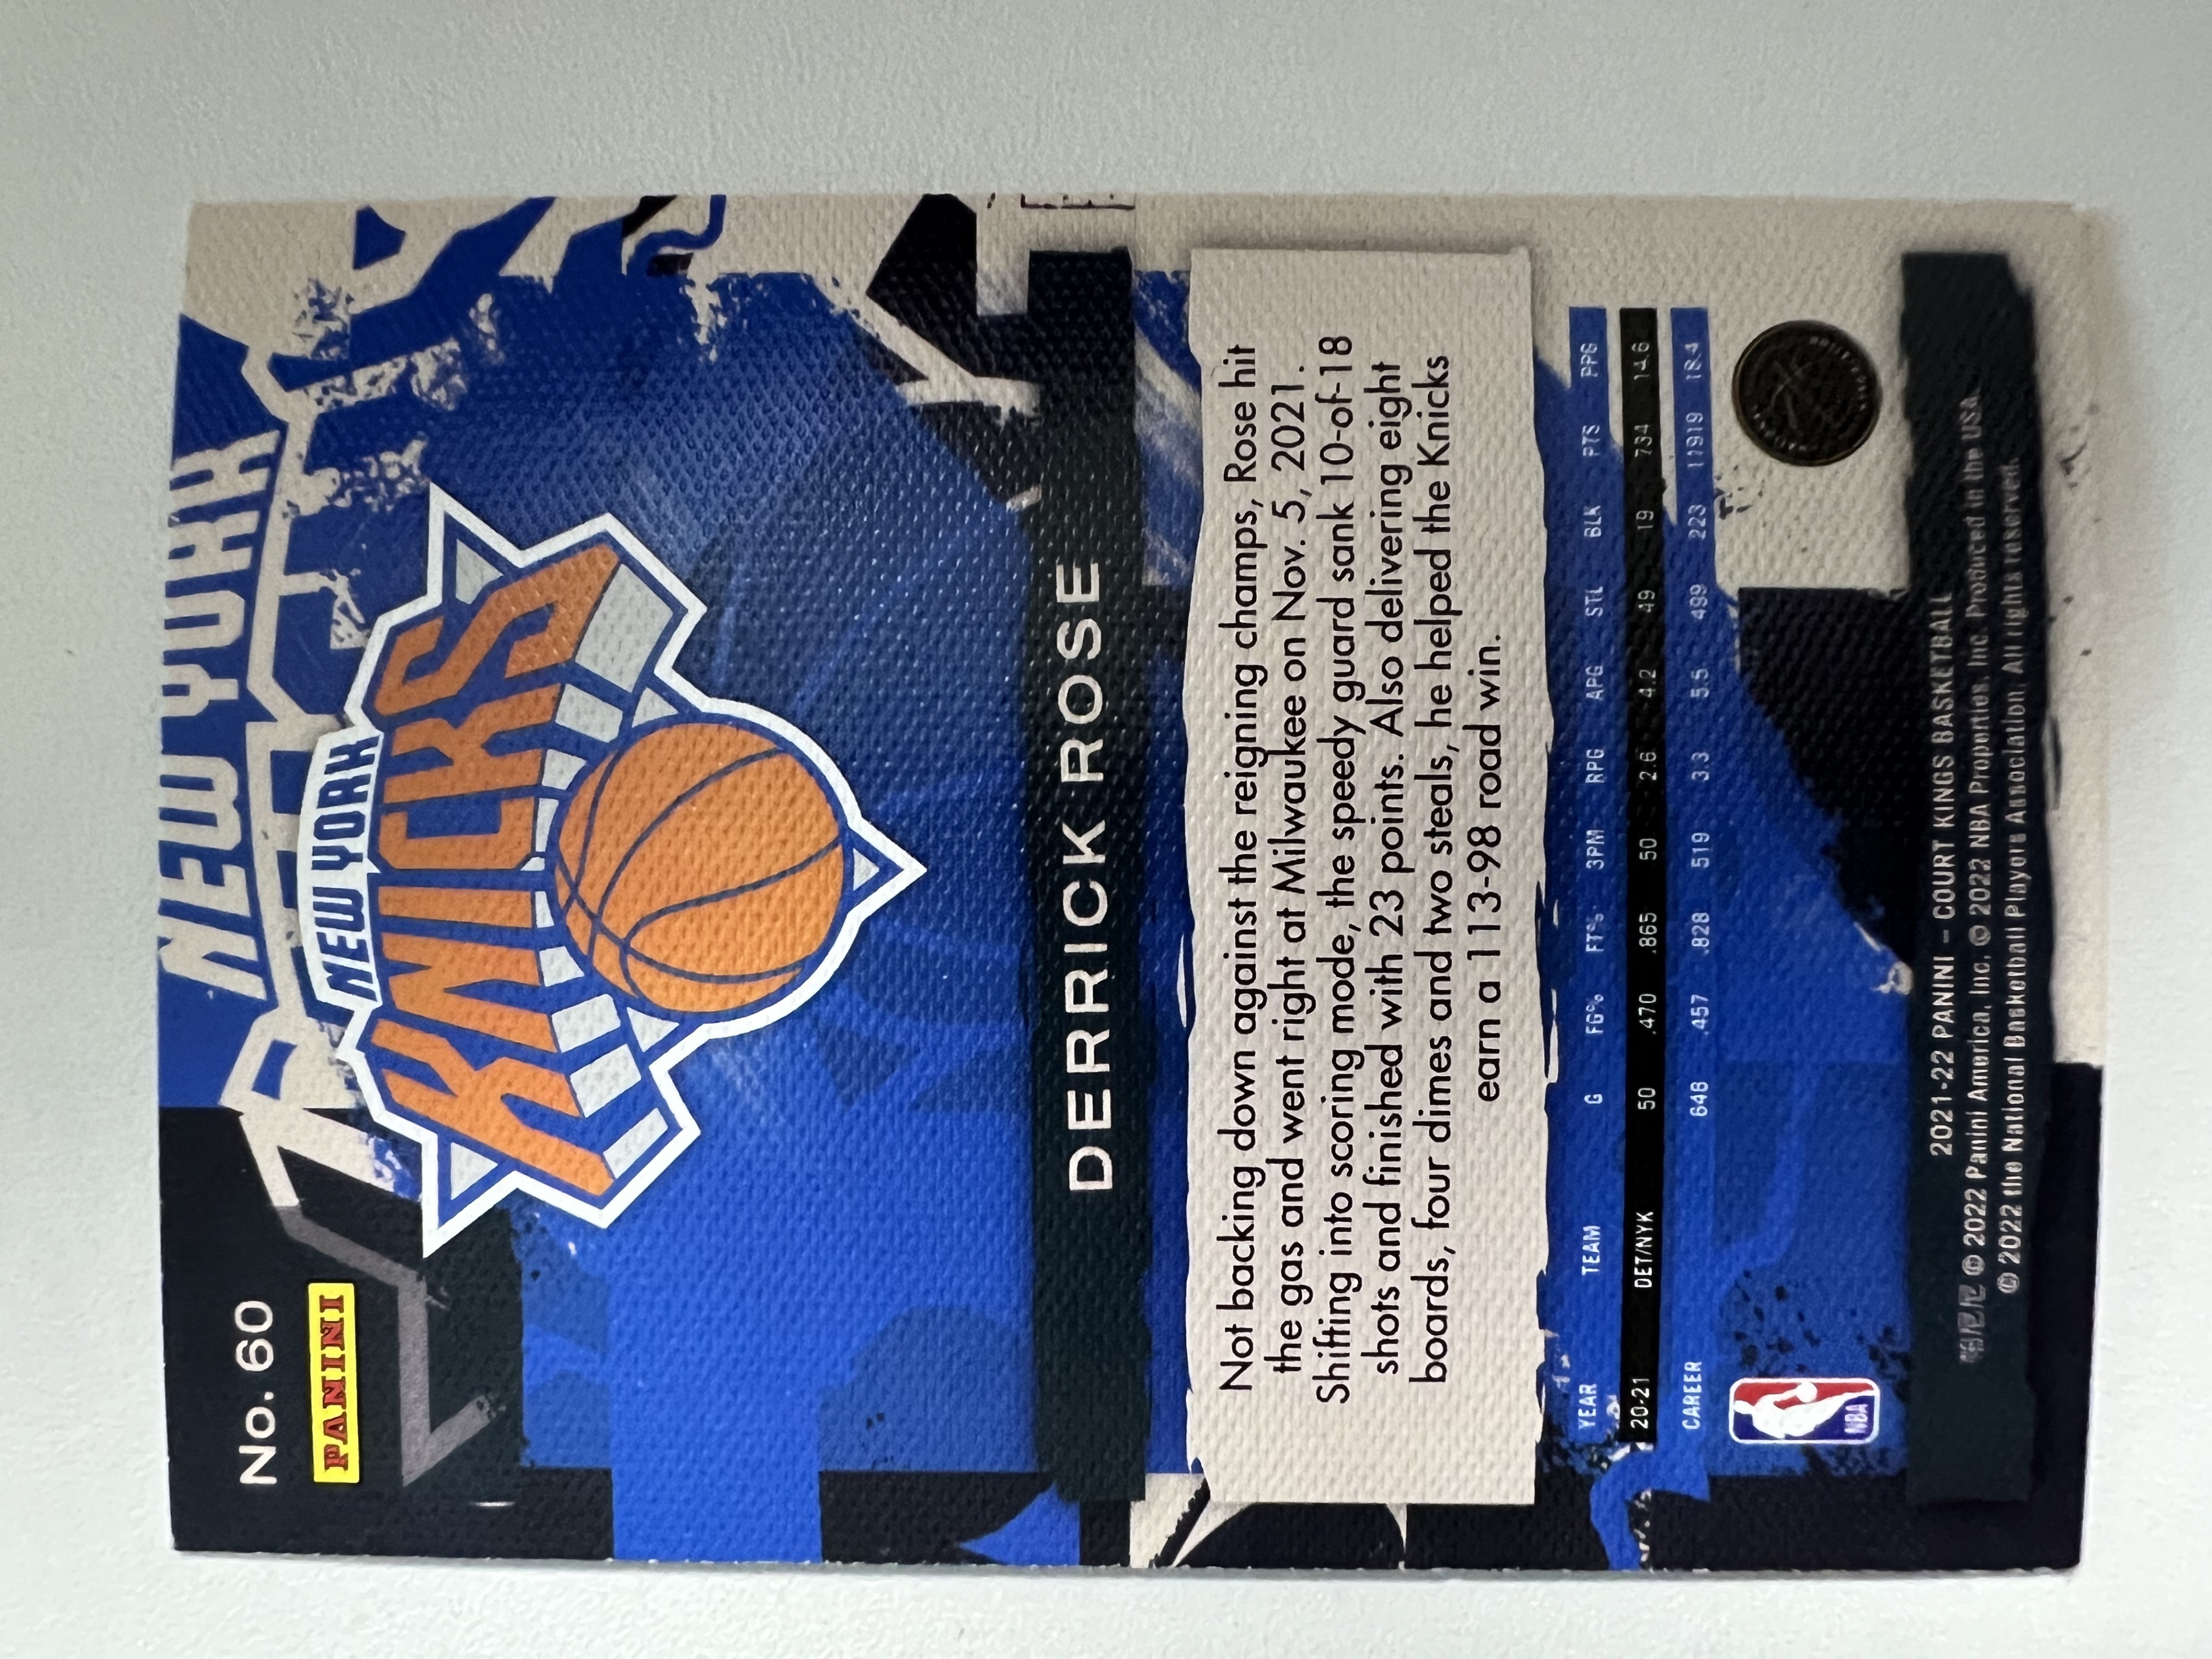 No. 60
PANINI
NEW YORK
NEW YORK
KNICKS
DERRICK ROSE
Not backing down against the reigning champs, Rose hit
the gas and went right at Milwaukee on Nov. 5, 2021.
Shifting into scoring mode, the speedy guard sank 10-of-18
shots and finished with 23 points. Also delivering eight
boards, four dimes and two steals, he helped the Knicks
earn a 113-98 road win.
YEAR TEAM G FG% FT% 3PM RPG APG STL BLK PTS PPG
20-21 DET/NYK 50 .470 .865 50 2.6 4.2 49 19 734 14.6
CAREER 648 .457 .828 519 3.3 5.5 499 223 11919 18.4
NBA
2021-22 PANINI – COURT KINGS BASKETBALL
© 2022 Panini America, Inc. © 2022 NBA Properties, Inc. Produced in the USA.
© 2022 the National Basketball Players Association. All rights reserved.